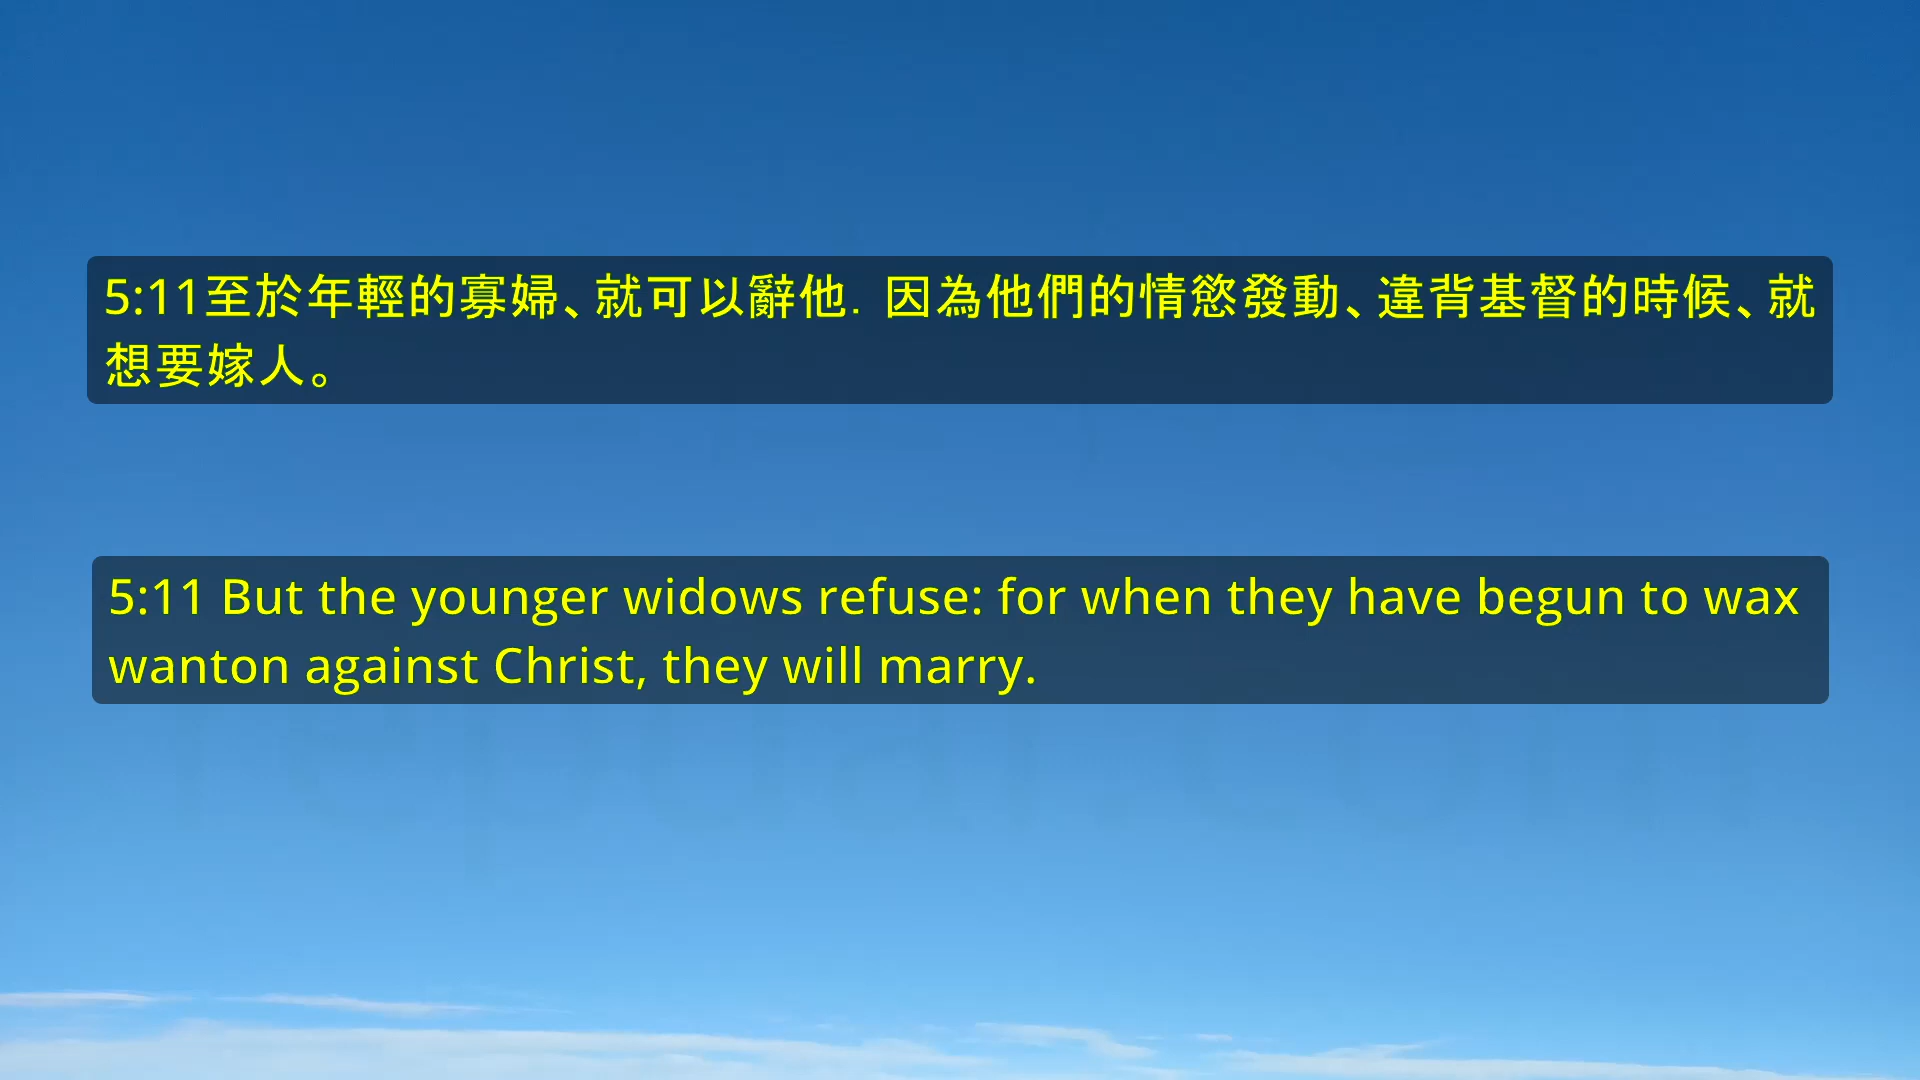 5:11至於年輕的寡婦、就可以辭他．因為他們的情慾發動、違背基督的時候、就
想要嫁人。
5:11 But the younger widows refuse: for when they have begun to wax
wanton against Christ, they will marry.